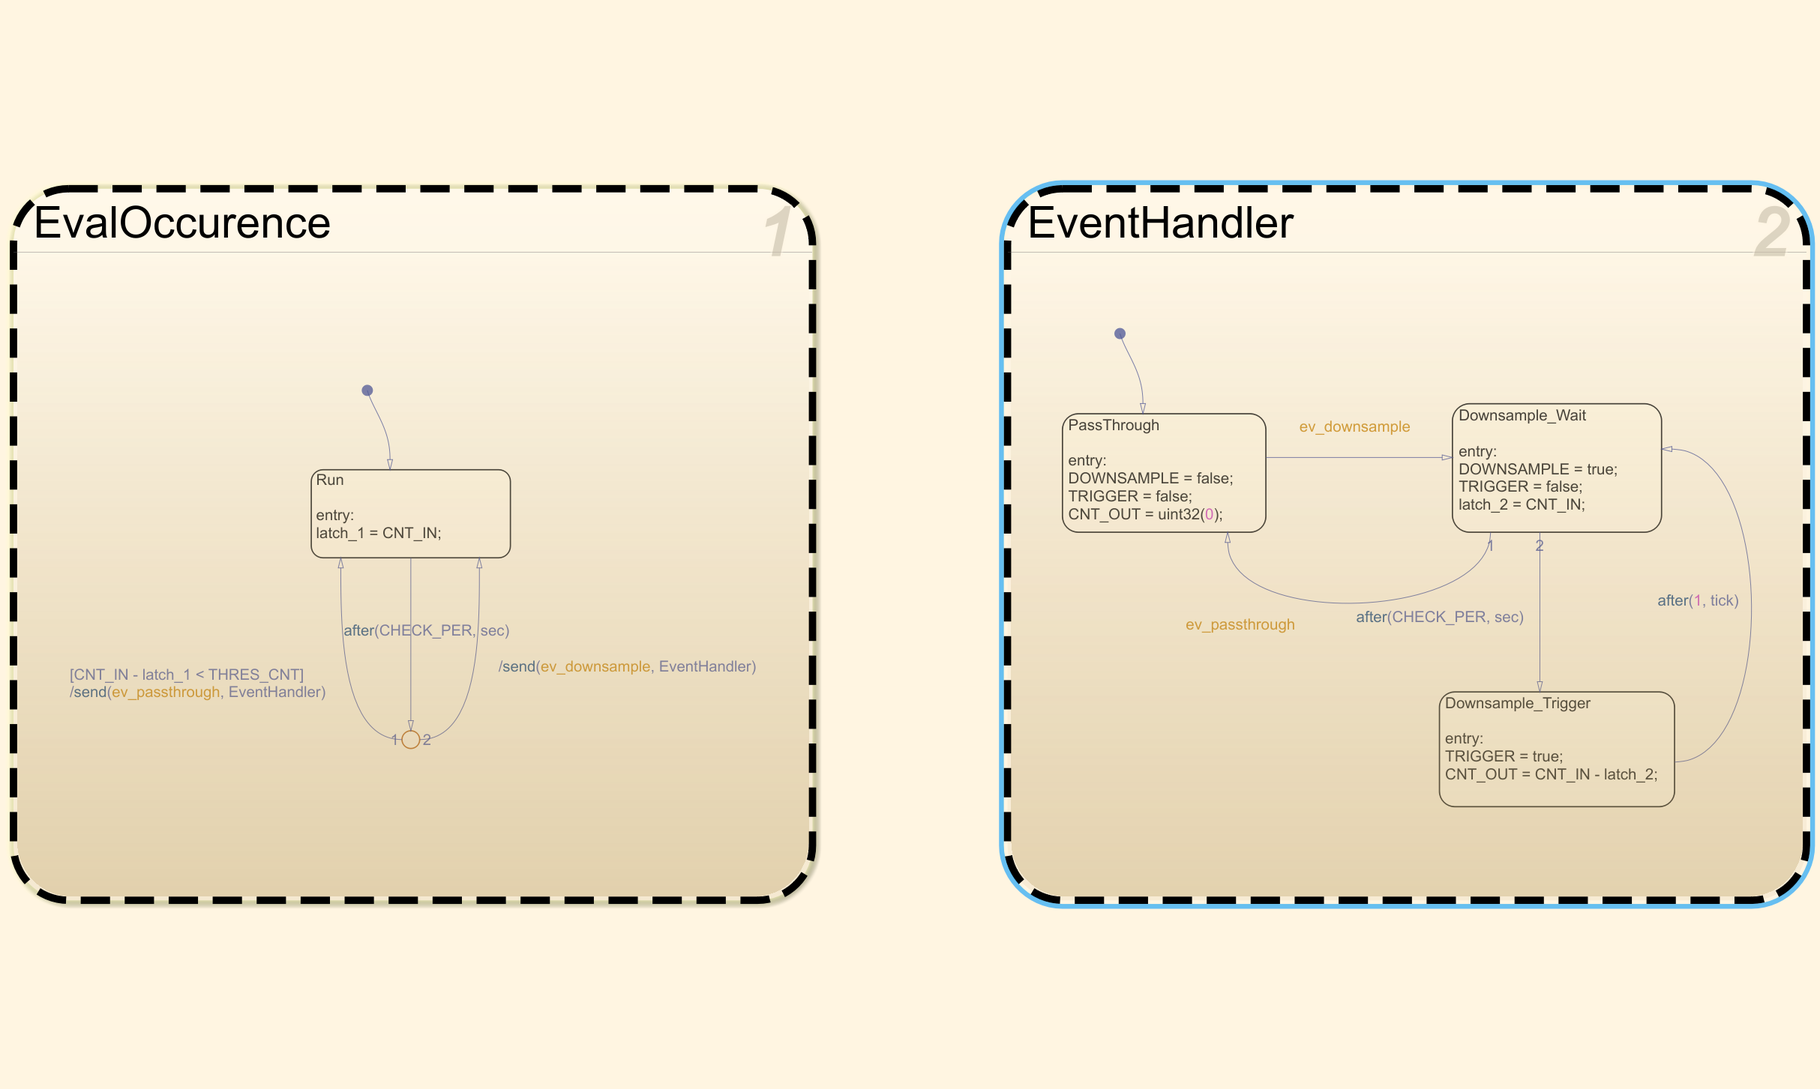 EvalOccurence
1
Run
entry:
latch_1 = CNT_IN;
after(CHECK_PER, sec)
[CNT_IN - latch_1 < THRES_CNT]
/send(ev_passthrough, EventHandler)
/send(ev_downsample, EventHandler)
1
2
EventHandler
2
PassThrough
entry:
DOWNSAMPLE = false;
TRIGGER = false;
CNT_OUT = uint32(0);
ev_downsample
Downsample_Wait
entry:
DOWNSAMPLE = true;
TRIGGER = false;
latch_2 = CNT_IN;
1
2
ev_passthrough
after(CHECK_PER, sec)
after(1, tick)
Downsample_Trigger
entry:
TRIGGER = true;
CNT_OUT = CNT_IN - latch_2;